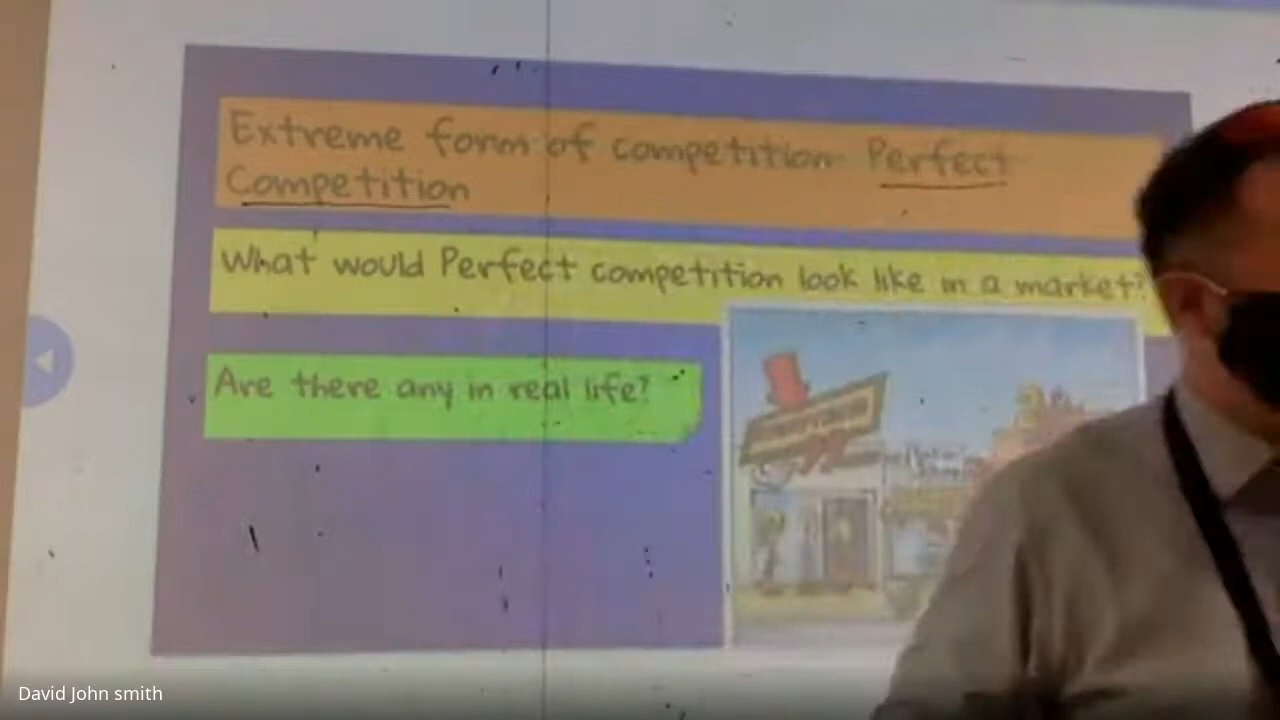 Extreme form of competition- Perfect
Competition
What would Perfect competition look like in a market?
Are there any in real life?
David John smith